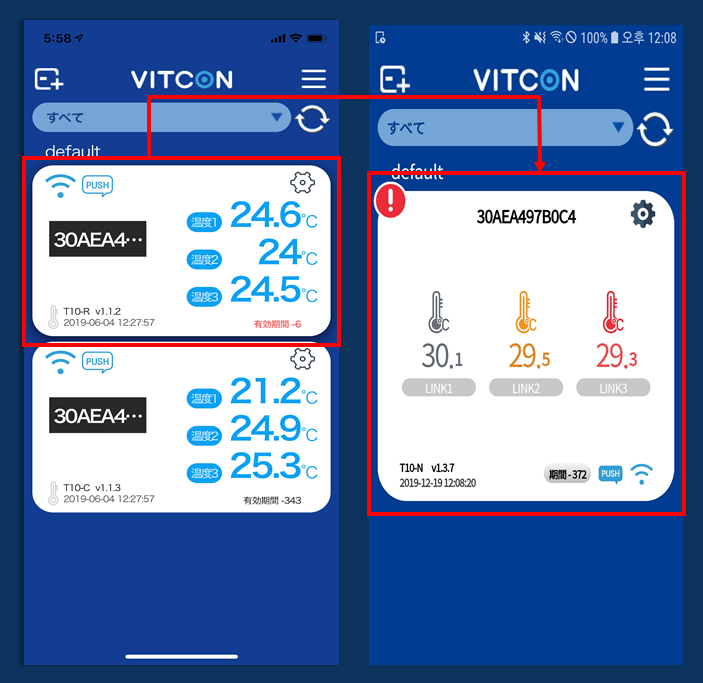 5:58
VITCON
すべて
default
PUSH
30AEA4…
温度1 24.6℃
温度2 24℃
温度3 24.5℃
T10-R v1.1.2
2019-06-04 12:27:57
有効期間 -6
PUSH
30AEA4…
温度1 21.2℃
温度2 24.9℃
温度3 25.3℃
T10-C v1.1.3
2019-06-04 12:27:57
有効期間 -343
100% 오후 12:08
VITCON
すべて
default
30AEA497B0C4
℃ ℃ ℃
30.1 29.5 29.3
LINK1 LINK2 LINK3
T10-N v1.3.7
2019-12-19 12:08:20
期間 -372 PUSH